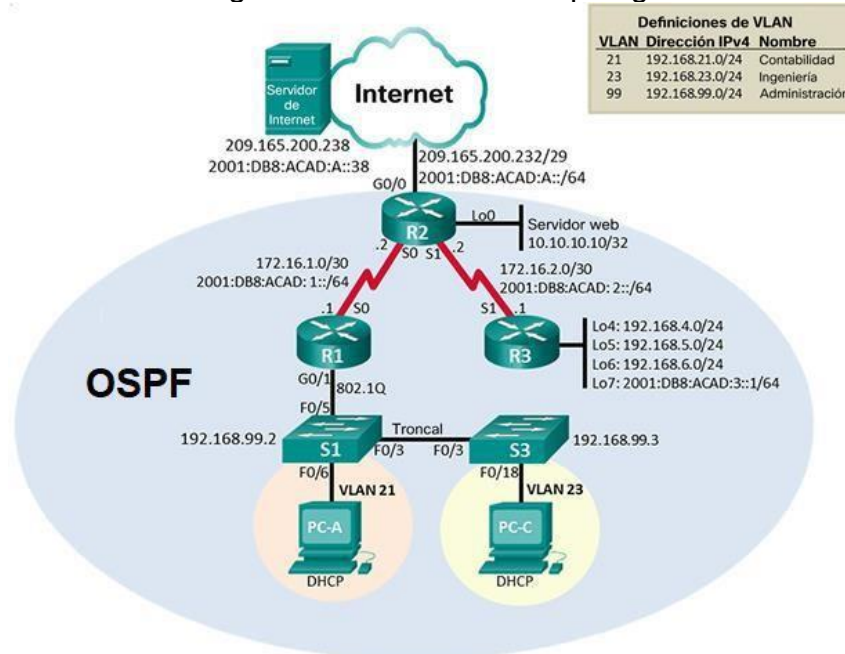 Definiciones de VLAN
VLAN Dirección IPv4 Nombre
21 192.168.21.0/24 Contabilidad
23 192.168.23.0/24 Ingeniería
99 192.168.99.0/24 Administración
Servidor
de
Internet
Internet
209.165.200.238
2001:DB8:ACAD:A::38
209.165.200.232/29
2001:DB8:ACAD:A::/64
G0/0
Lo0
R2
Servidor web
10.10.10.10/32
.2 S0 S1 .2
172.16.1.0/30
2001:DB8:ACAD: 1::/64
172.16.2.0/30
2001:DB8:ACAD: 2::/64
.1 S0
S1 .1
R1
R3
Lo4: 192.168.4.0/24
Lo5: 192.168.5.0/24
Lo6: 192.168.6.0/24
Lo7: 2001:DB8:ACAD:3::1/64
OSPF
G0/1
802.1Q
F0/5
192.168.99.2
S1
Troncal
F0/3 F0/3
S3
192.168.99.3
F0/6
VLAN 21
F0/18
VLAN 23
PC-A
PC-C
DHCP
DHCP